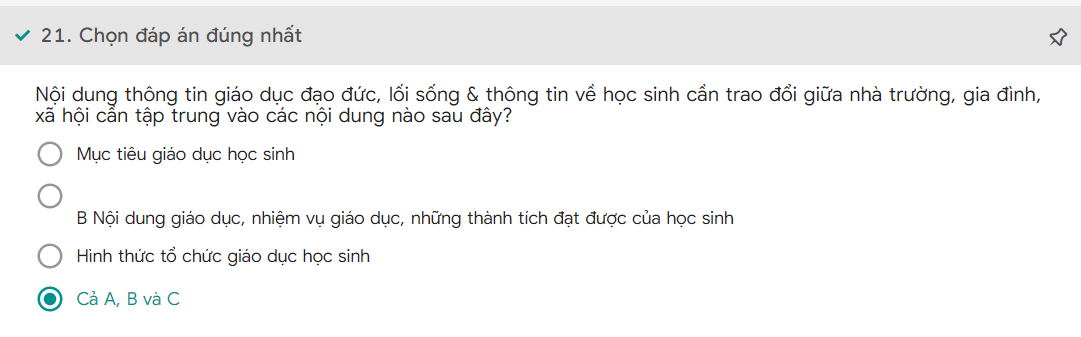 21. Chọn đáp án đúng nhất
Nội dung thông tin giáo dục đạo đức, lối sống & thông tin về học sinh cần trao đổi giữa nhà trường, gia đình,
xã hội cần tập trung vào các nội dung nào sau đây?
Mục tiêu giáo dục học sinh
B Nội dung giáo dục, nhiệm vụ giáo dục, những thành tích đạt được của học sinh
Hình thức tổ chức giáo dục học sinh
Cả A, B và C